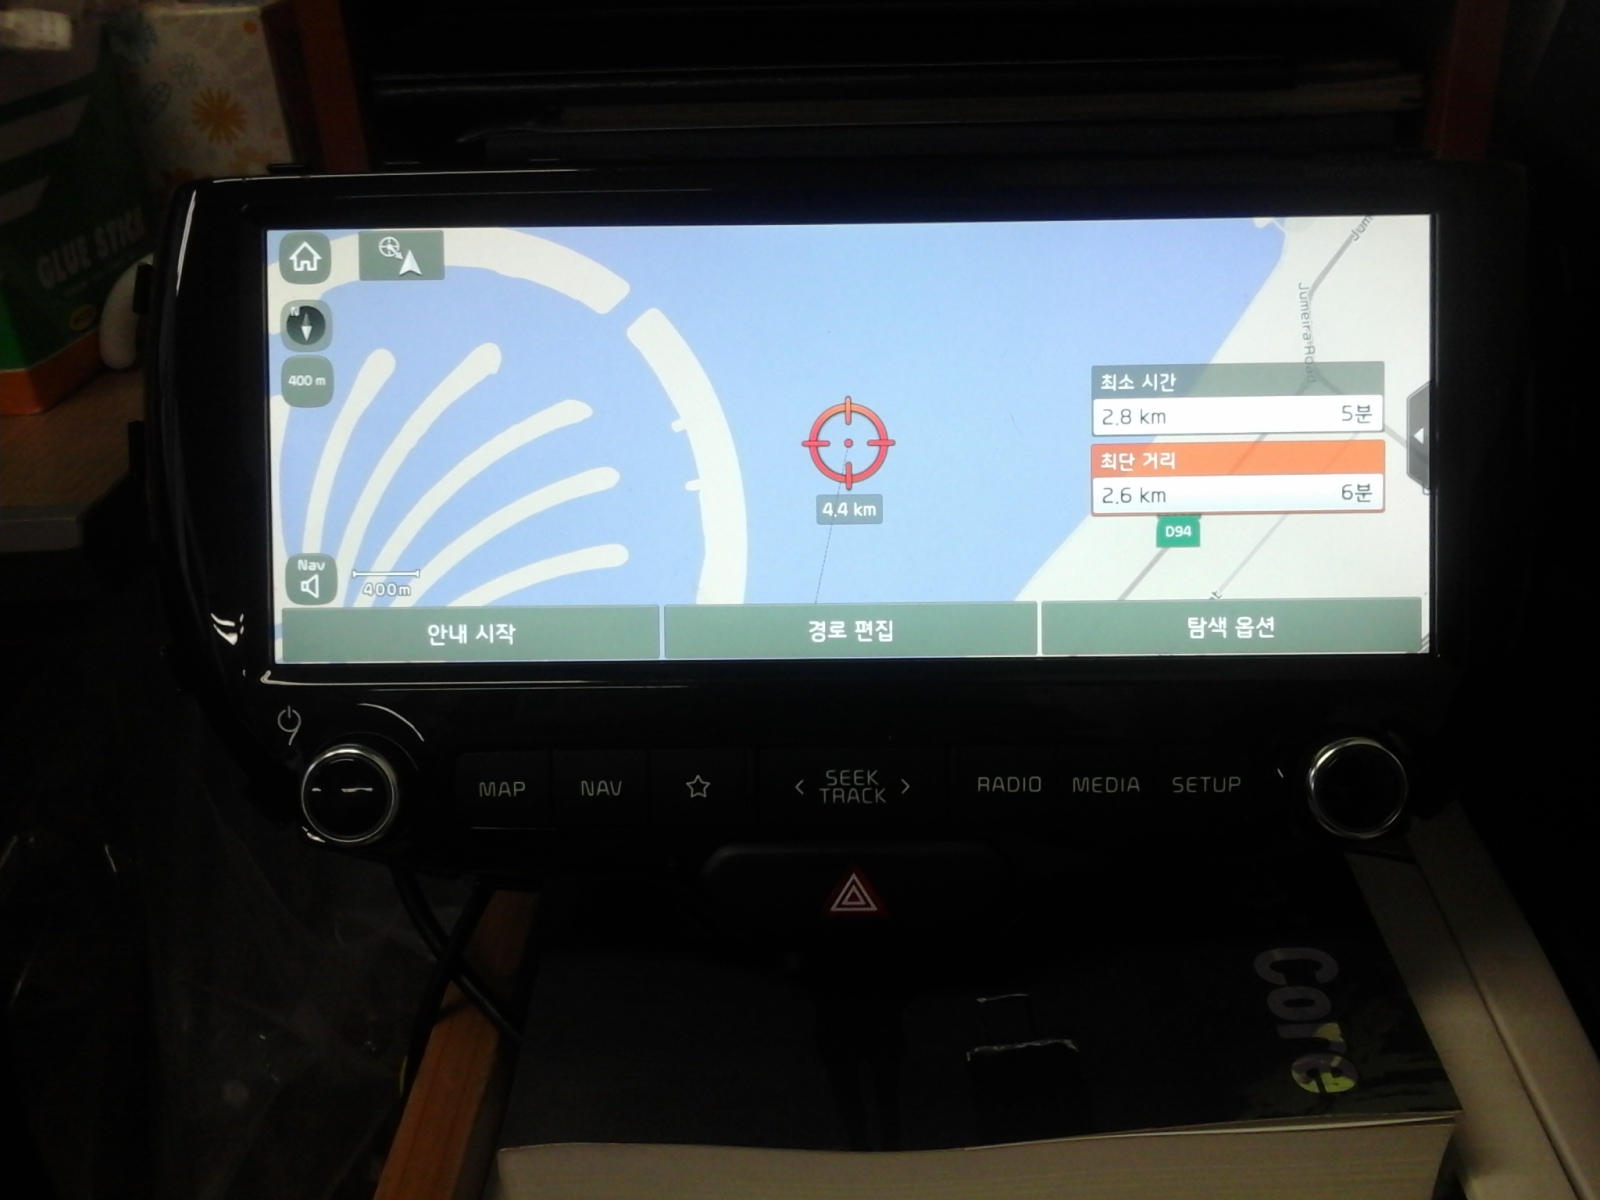 GLUE STICK
N
400 m
Jumeira Road
최소 시간
2.8 km 5분
최단 거리
2.6 km 6분
4.4 km
D94
Nav
400m
안내 시작 경로 편집 탐색 옵션
MAP NAV SEEK TRACK RADIO MEDIA SETUP
Core